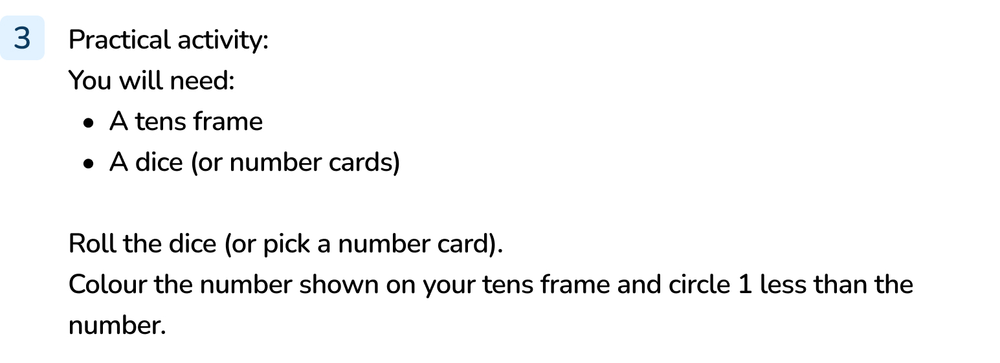 3 Practical activity:
You will need:
• A tens frame
• A dice (or number cards)
Roll the dice (or pick a number card).
Colour the number shown on your tens frame and circle 1 less than the
number.